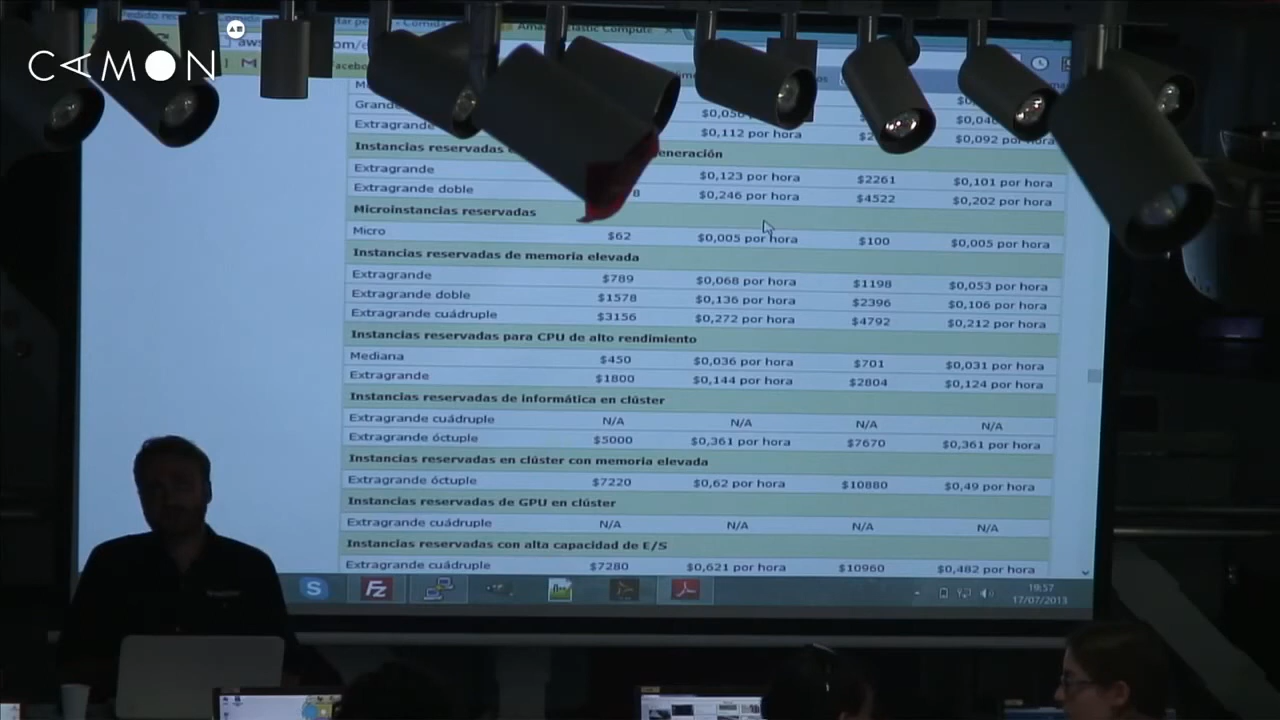 CAMON
Amazon Elastic Compute
aws
Grande
Extragrande $0,112 por hora $0,092 por hora
Instancias reservadas
Extragrande $0,123 por hora $2261 $0,101 por hora
Extragrande doble $0,246 por hora $4522 $0,202 por hora
Microinstancias reservadas
Micro $62 $0,005 por hora $100 $0,005 por hora
Instancias reservadas de memoria elevada
Extragrande $789 $0,068 por hora $1198 $0,053 por hora
Extragrande doble $1578 $0,136 por hora $2396 $0,106 por hora
Extragrande cuádruple $3156 $0,272 por hora $4792 $0,212 por hora
Instancias reservadas para CPU de alto rendimiento
Mediana $450 $0,036 por hora $701 $0,031 por hora
Extragrande $1800 $0,144 por hora $2804 $0,124 por hora
Instancias reservadas de informática en clúster
Extragrande cuádruple N/A N/A N/A N/A
Extragrande óctuple $5000 $0,361 por hora $7670 $0,361 por hora
Instancias reservadas en clúster con memoria elevada
Extragrande óctuple $7220 $0,62 por hora $10880 $0,49 por hora
Instancias reservadas de GPU en clúster
Extragrande cuádruple N/A N/A N/A N/A
Instancias reservadas con alta capacidad de E/S
Extragrande cuádruple $7280 $0,621 por hora $10960 $0,482 por hora
19:57
17/07/2013